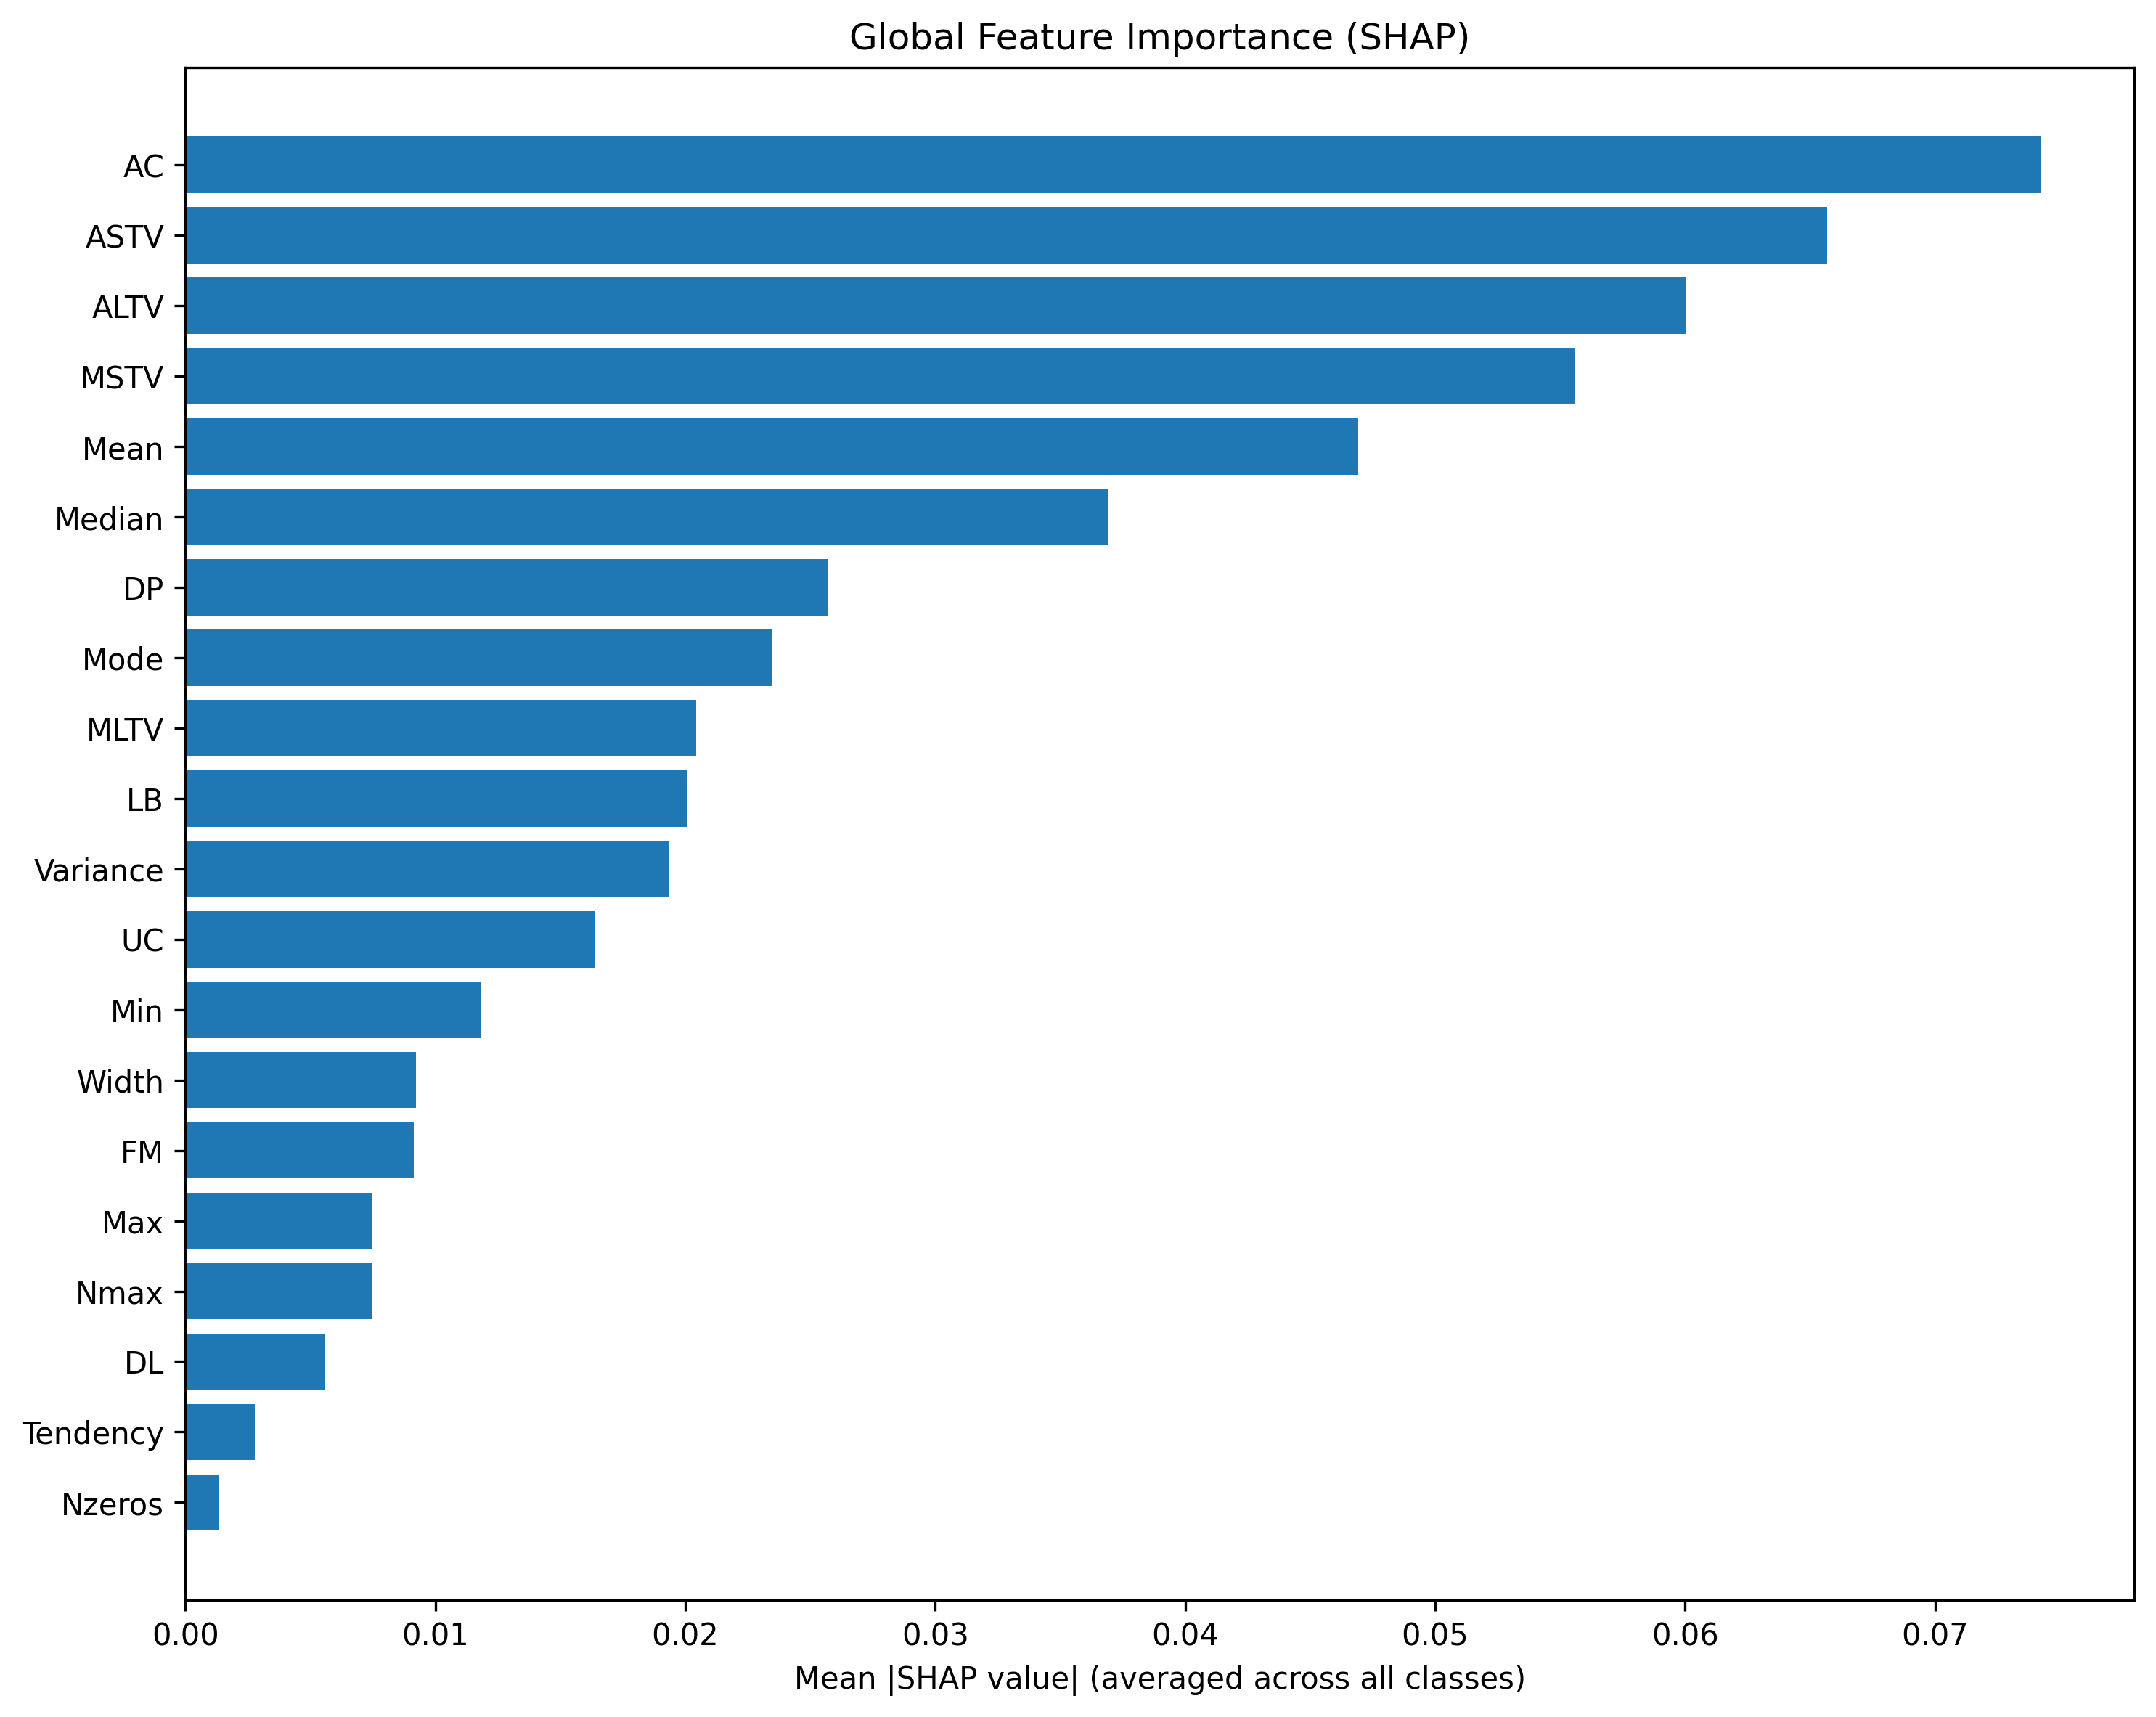 Global Feature Importance (SHAP)
AC
ASTV
ALTV
MSTV
Mean
Median
DP
Mode
MLTV
LB
Variance
UC
Min
Width
FM
Max
Nmax
DL
Tendency
Nzeros
0.00 0.01 0.02 0.03 0.04 0.05 0.06 0.07
Mean |SHAP value| (averaged across all classes)